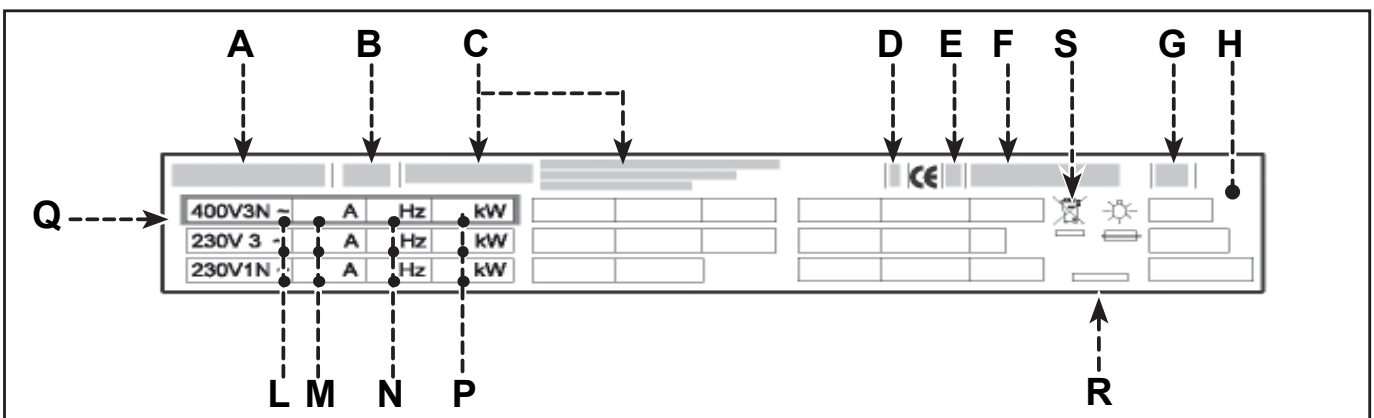 A B C D E F S G H
CE
Q
400V3N ~ A Hz kW
230V 3 ~ A Hz kW
230V1N ~ A Hz kW
L M N P R